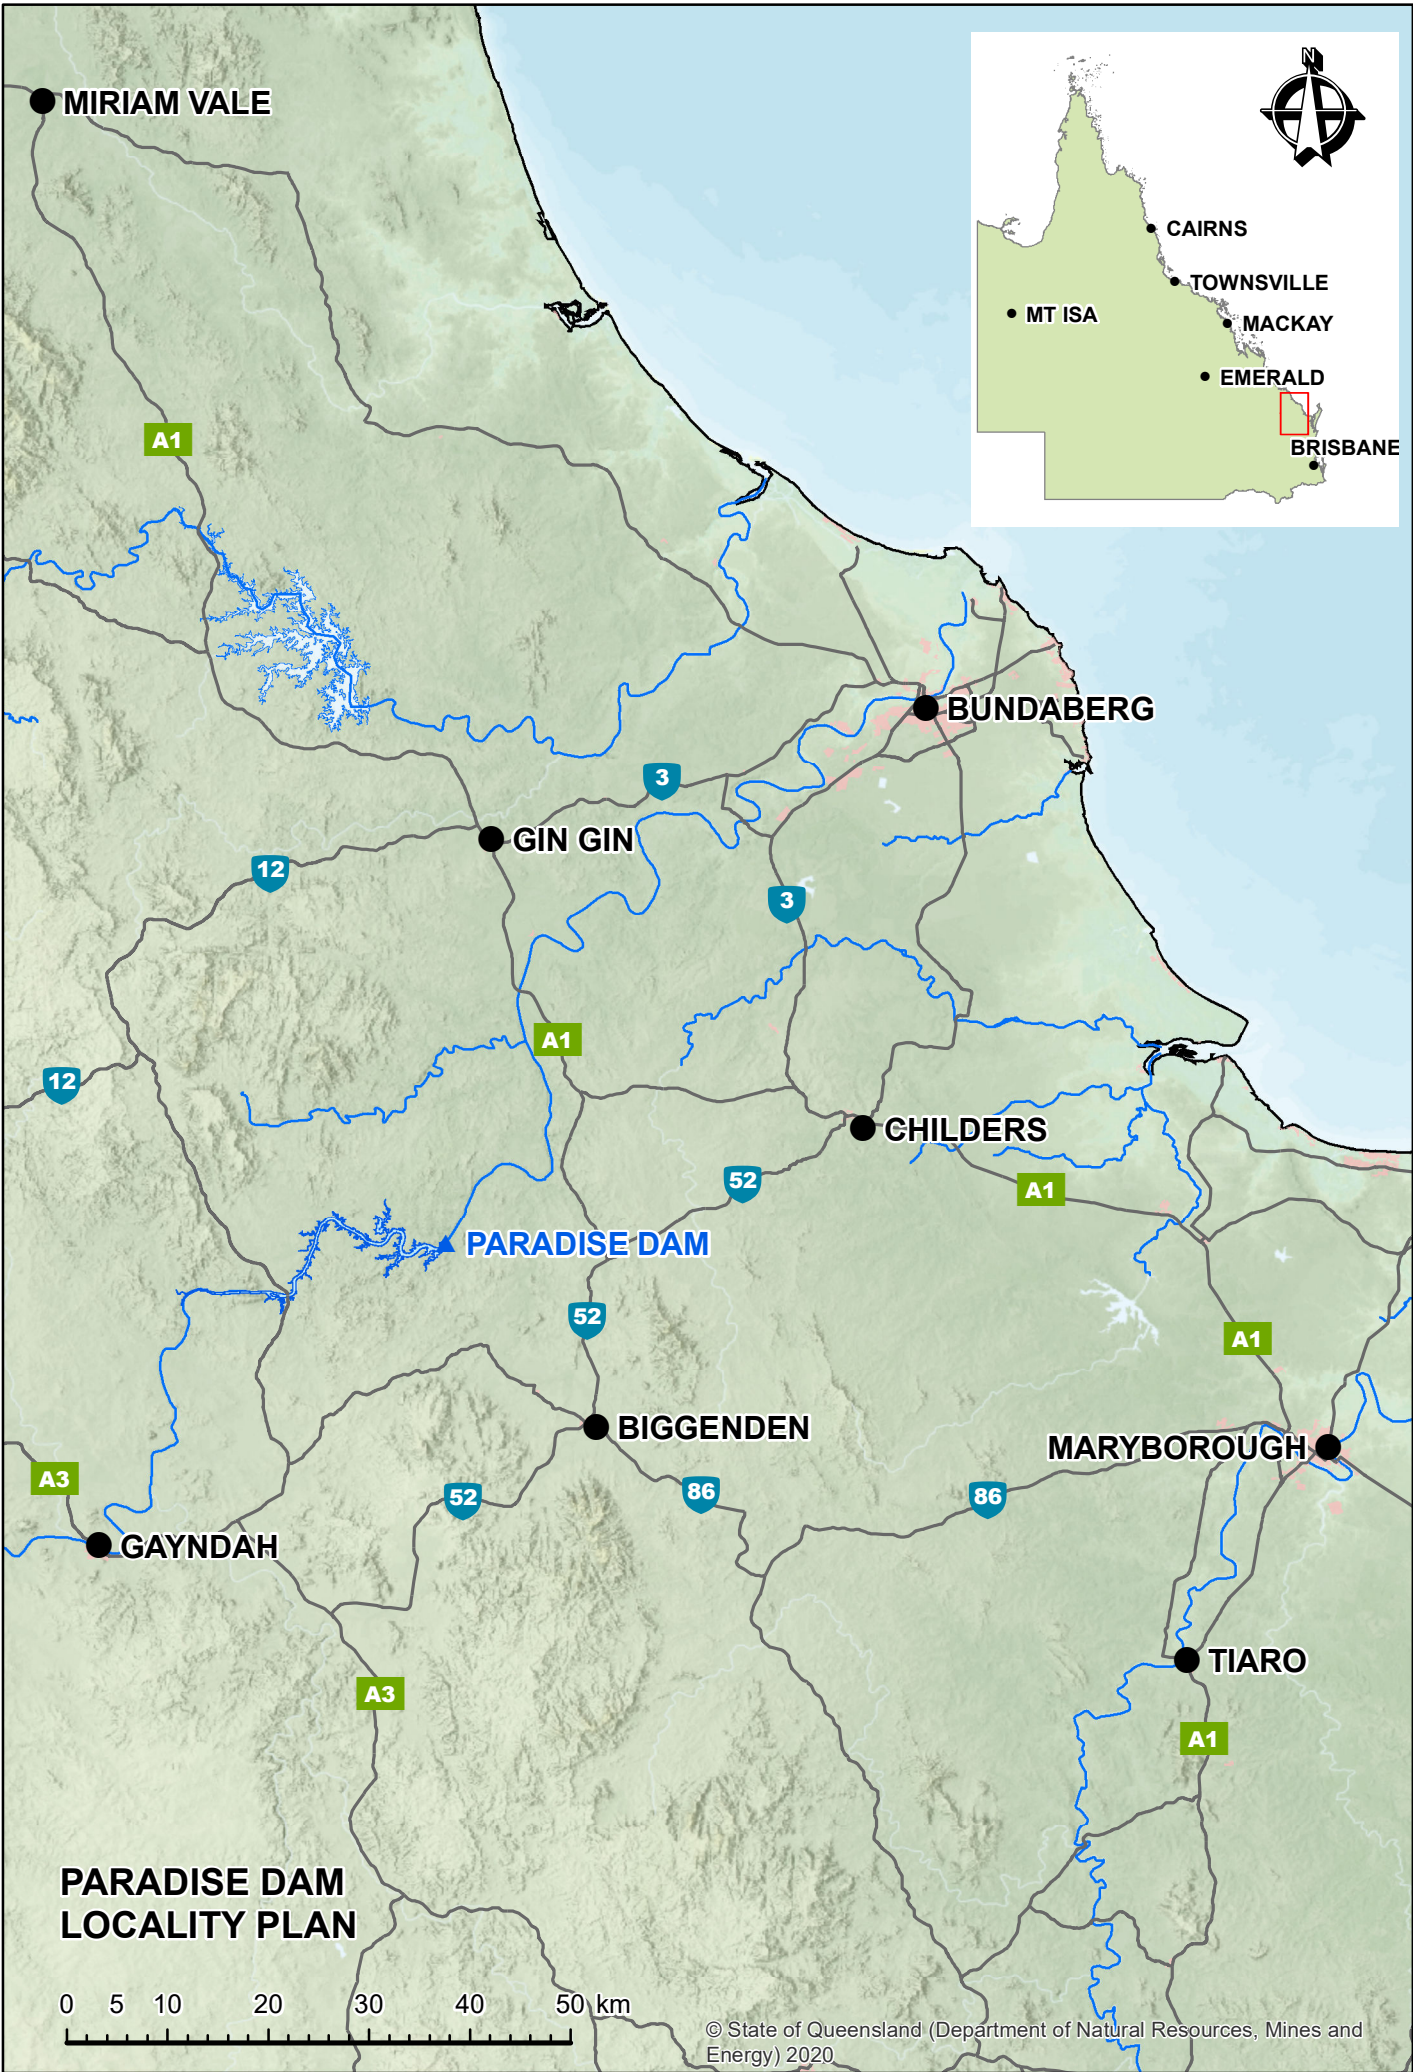 N
MIRIAM VALE
CAIRNS
TOWNSVILLE
MT ISA
MACKAY
EMERALD
BRISBANE
A1
BUNDABERG
3
GIN GIN
12
3
A1
12
CHILDERS
52
A1
PARADISE DAM
52
A1
BIGGENDEN
MARYBOROUGH
A3
52
86
86
GAYNDAH
TIARO
A3
A1
PARADISE DAM
LOCALITY PLAN
0 5 10 20 30 40 50 km
© State of Queensland (Department of Natural Resources, Mines and
Energy) 2020